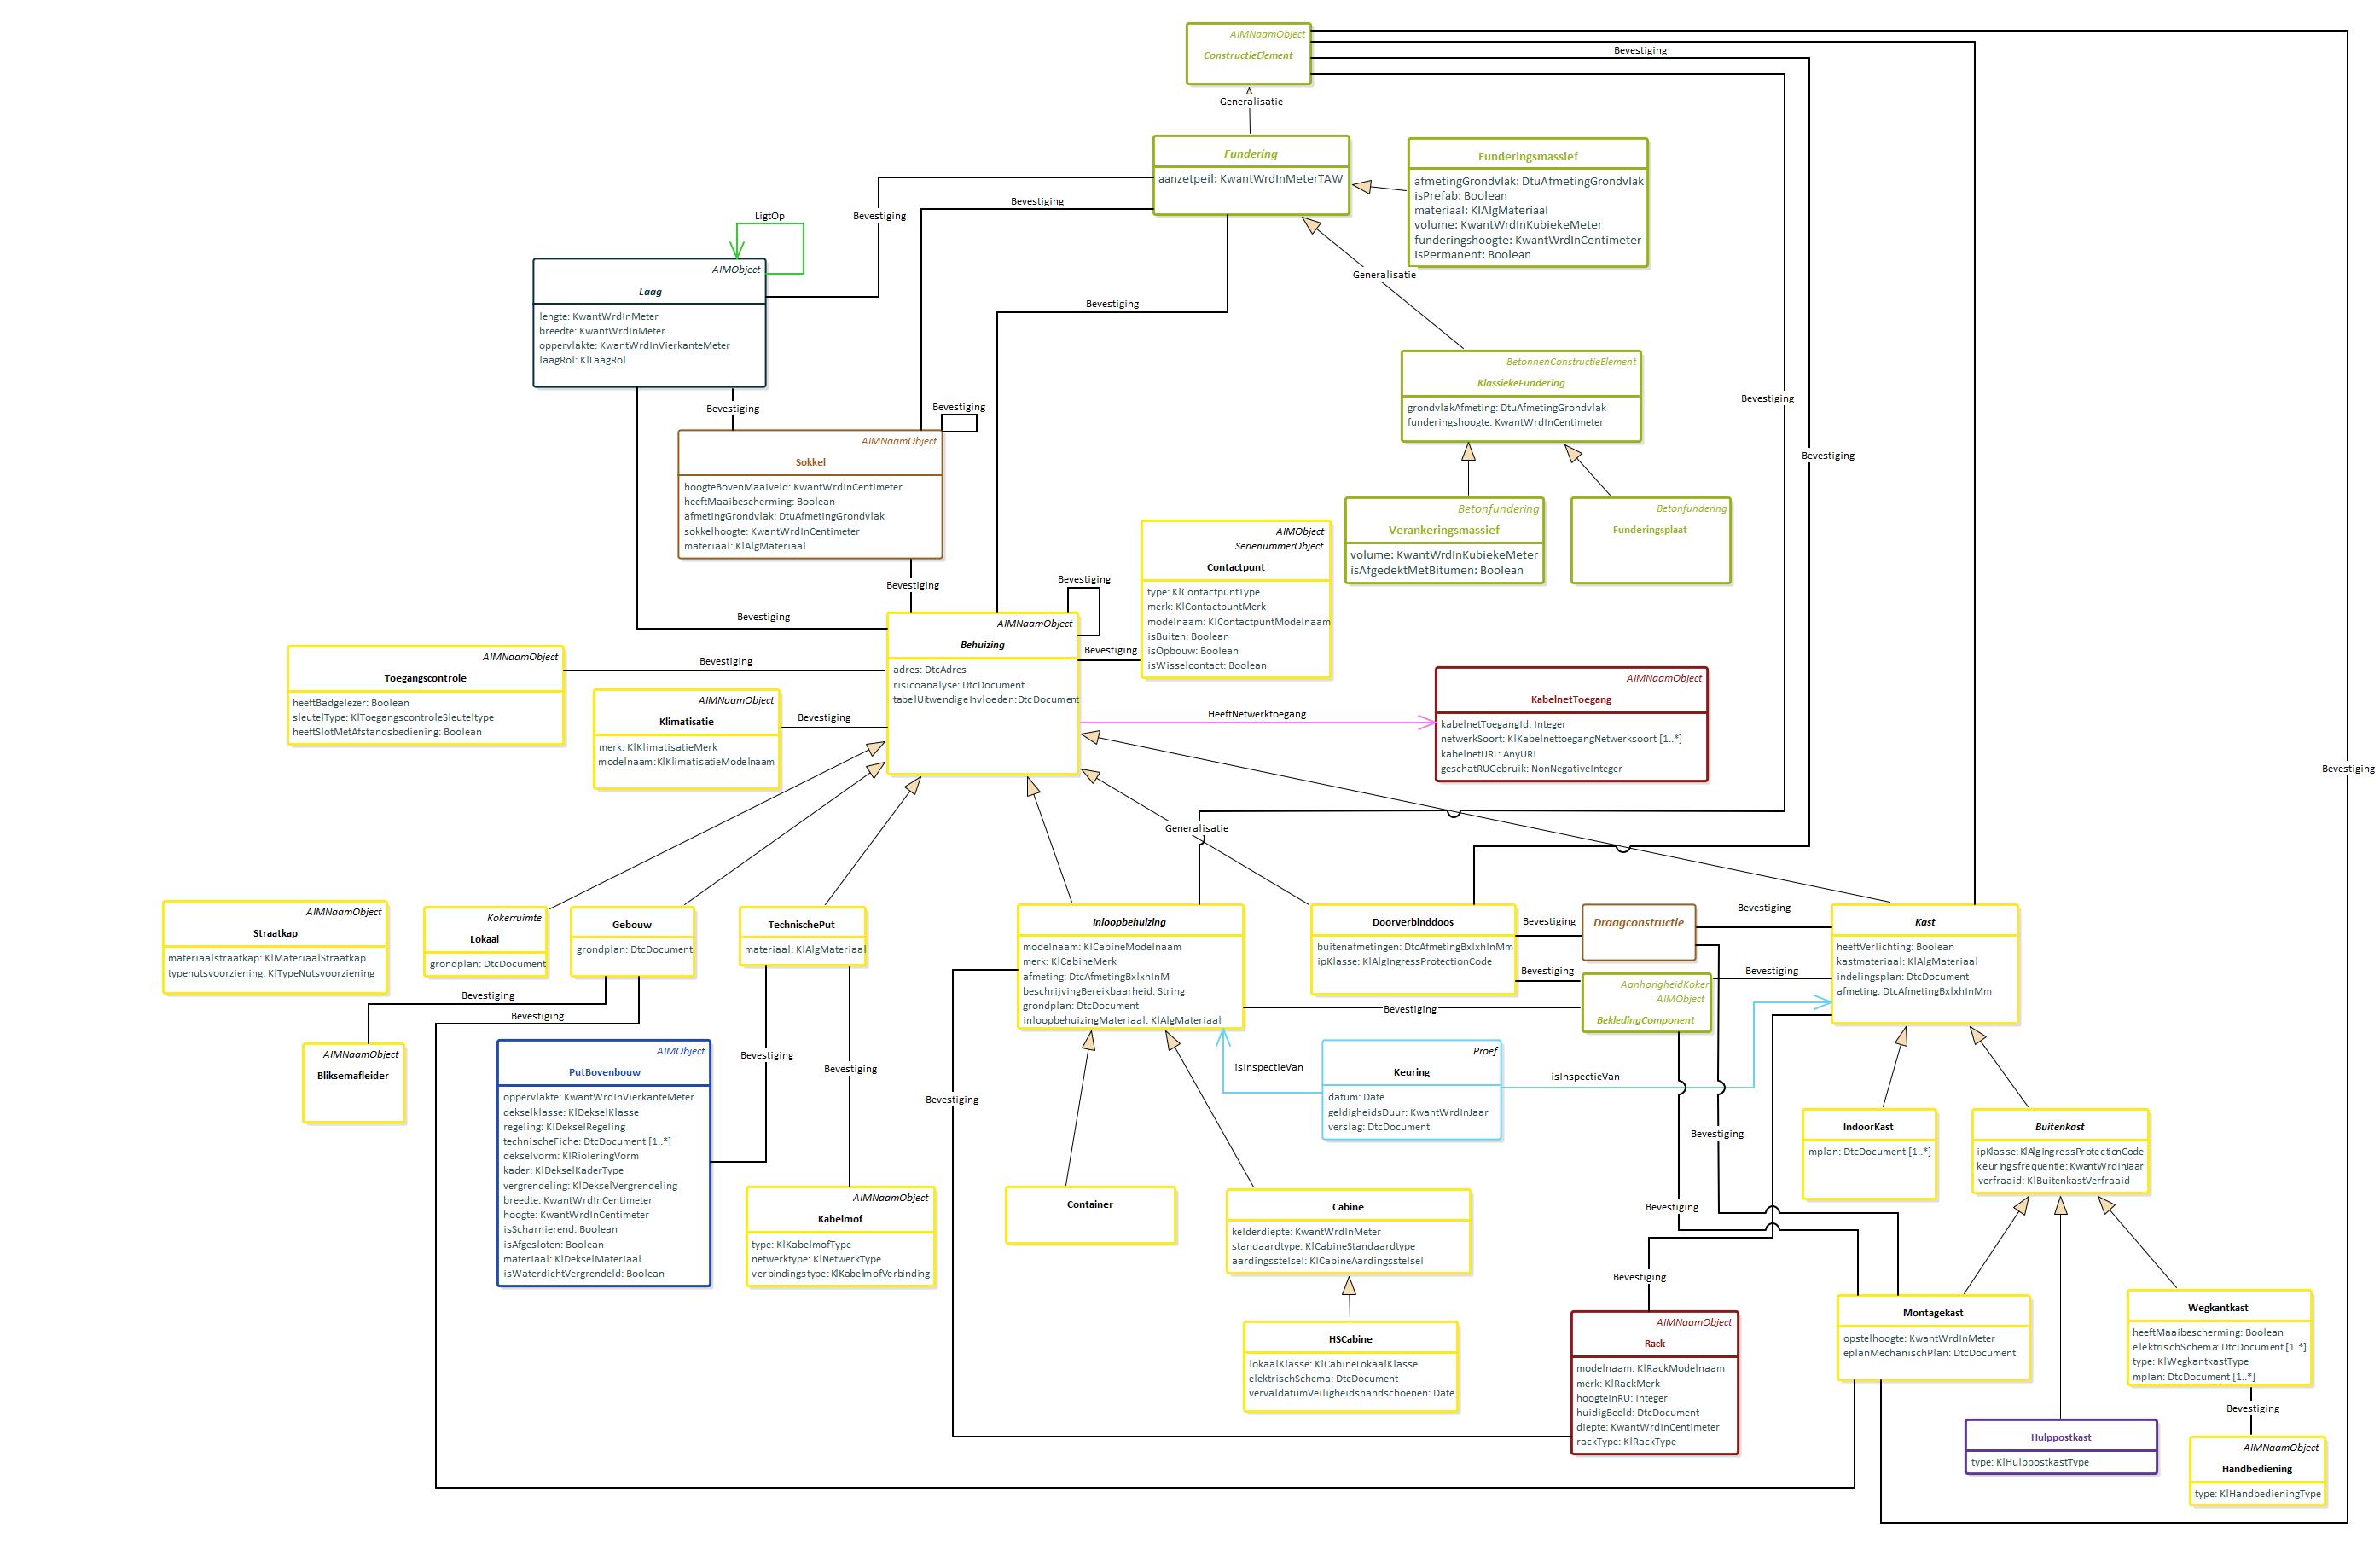 AIMNaamObject
ConstructieElement
Bevestiging
Generalisatie
Fundering
aanzetpeil: KwantWrdInMeterTAW
Funderingsmassief
afmetingGrondvlak: DtuAfmetingGrondvlak
isPrefab: Boolean
materiaal: KlAlgMateriaal
volume: KwantWrdInKubiekeMeter
funderingshoogte: KwantWrdInCentimeter
isPermanent: Boolean
Bevestiging
Bevestiging
LigtOp
Generalisatie
Bevestiging
AIMObject
Laag
lengte: KwantWrdInMeter
breedte: KwantWrdInMeter
oppervlakte: KwantWrdInVierkanteMeter
laagRol: KlLaagRol
BetonnenConstructieElement
KlassiekeFundering
grondvlakAfmeting: DtuAfmetingGrondvlak
funderingshoogte: KwantWrdInCentimeter
Bevestiging
Bevestiging
Bevestiging
Bevestiging
AIMNaamObject
Sokkel
hoogteBovenMaaiveld: KwantWrdInCentimeter
heeftMaaibescherming: Boolean
afmetingGrondvlak: DtuAfmetingGrondvlak
sokkelhoogte: KwantWrdInCentimeter
materiaal: KlAlgMateriaal
Betonfundering
Verankeringsmassief
volume: KwantWrdInKubiekeMeter
isAfgedektMetBitumen: Boolean
Betonfundering
Funderingsplaat
AIMObject
SerienummerObject
Contactpunt
type: KlContactpuntType
merk: KlContactpuntMerk
modelnaam: KlContactpuntModelnaam
isBuiten: Boolean
isOpbouw: Boolean
isWisselcontact: Boolean
Bevestiging
Bevestiging
Bevestiging
Bevestiging
AIMNaamObject
Behuizing
adres: DtcAdres
risicoanalyse: DtcDocument
tabelUitwendigeInvloeden: DtcDocument
Bevestiging
AIMNaamObject
Toegangscontrole
heeftBadgelezer: Boolean
sleutelType: KlToegangscontroleSleuteltype
heeftSlotMetAfstandsbediening: Boolean
AIMNaamObject
Klimatisatie
merk: KlKlimatisatieMerk
modelnaam: KlKlimatisatieModelnaam
Bevestiging
HeeftNetwerktoegang
AIMNaamObject
KabelnetToegang
kabelnetToegangId: Integer
netwerkSoort: KlKabelnettoegangNetwerksoort [1..*]
kabelnetURL: AnyURI
geschatRUGebruik: NonNegativeInteger
Bevestiging
Generalisatie
AIMNaamObject
Straatkap
materiaalstraatkap: KlMateriaalStraatkap
typenutsvoorziening: KlTypeNutsvoorziening
Kokerruimte
Lokaal
grondplan: DtcDocument
Gebouw
grondplan: DtcDocument
TechnischePut
materiaal: KlAlgMateriaal
Inloopbehuizing
modelnaam: KlCabineModelnaam
merk: KlCabineMerk
afmeting: DtcAfmetingBxlxhInM
beschrijvingBereikbaarheid: String
grondplan: DtcDocument
inloopbehuizingMateriaal: KlAlgMateriaal
Doorverbinddoos
buitenafmetingen: DtcAfmetingBxlxhInMm
ipKlasse: KlAlgIngressProtectionCode
Bevestiging
Draagconstructie
Bevestiging
Kast
heeftVerlichting: Boolean
kastmateriaal: KlAlgMateriaal
indelingsplan: DtcDocument
afmeting: DtcAfmetingBxlxhInMm
Bevestiging
Bevestiging
AanhorigheidKoker
AIMObject
BekledingComponent
Bevestiging
Bevestiging
Bevestiging
AIMNaamObject
Bliksemafleider
AIMObject
PutBovenbouw
oppervlakte: KwantWrdInVierkanteMeter
dekselklasse: KlDekselKlasse
regeling: KlDekselRegeling
technischeFiche: DtcDocument [1..*]
dekselvorm: KlRioleringVorm
kader: KlDekselKaderType
vergrendeling: KlDekselVergrendeling
breedte: KwantWrdInCentimeter
hoogte: KwantWrdInCentimeter
isScharnierend: Boolean
isAfgesloten: Boolean
materiaal: KlDekselMateriaal
isWaterdichtVergrendeld: Boolean
Bevestiging
Bevestiging
Bevestiging
isInspectieVan
Proef
Keuring
datum: Date
geldigheidsDuur: KwantWrdInJaar
verslag: DtcDocument
isInspectieVan
Bevestiging
IndoorKast
mplan: DtcDocument [1..*]
Buitenkast
ipKlasse: KlAlgIngressProtectionCode
keuringsfrequentie: KwantWrdInJaar
verfraaid: KlBuitenkastVerfraaid
AIMNaamObject
Kabelmof
type: KlKabelmofType
netwerktype: KlNetwerkType
verbindingstype: KlKabelmofVerbinding
Container
Cabine
kelderdiepte: KwantWrdInMeter
standaardtype: KlCabineStandaardtype
aardingsstelsel: KlCabineAardingsstelsel
Bevestiging
Bevestiging
HSCabine
lokaalKlasse: KlCabineLokaalKlasse
elektrischSchema: DtcDocument
vervaldatumVeiligheidshandschoenen: Date
AIMNaamObject
Rack
modelnaam: KlRackModelnaam
merk: KlRackMerk
hoogteInRU: Integer
huidigBeeld: DtcDocument
diepte: KwantWrdInCentimeter
rackType: KlRackType
Montagekast
opstelhoogte: KwantWrdInMeter
eplanMechanischPlan: DtcDocument
Wegkantkast
heeftMaaibescherming: Boolean
elektrischSchema: DtcDocument [1..*]
type: KlWegkantkastType
mplan: DtcDocument [1..*]
Bevestiging
Hulppostkast
type: KlHulppostkastType
AIMNaamObject
Handbediening
type: KlHandbedieningType